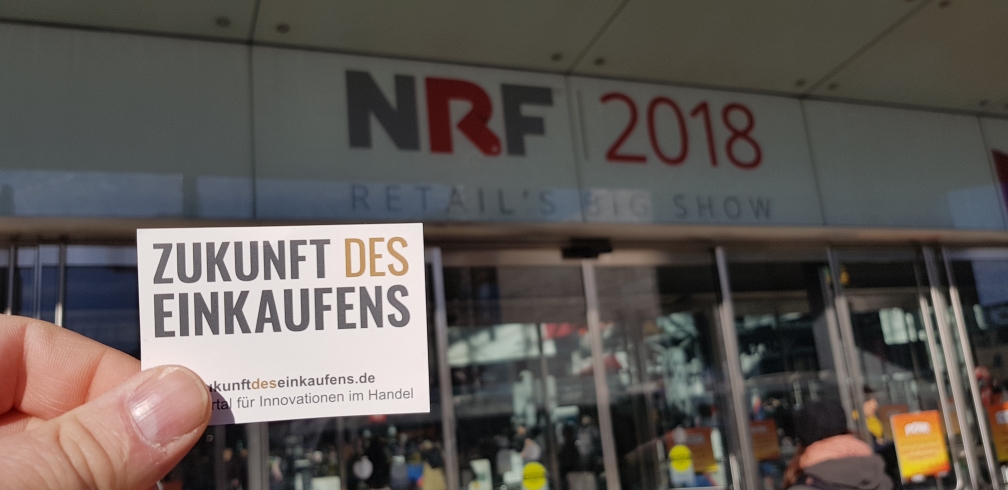 NRF | 2018
RETAIL'S BIG SHOW
ZUKUNFT DES
EINKAUFENS
ukunftdeseinkaufens.de
rtal für Innovationen im Handel